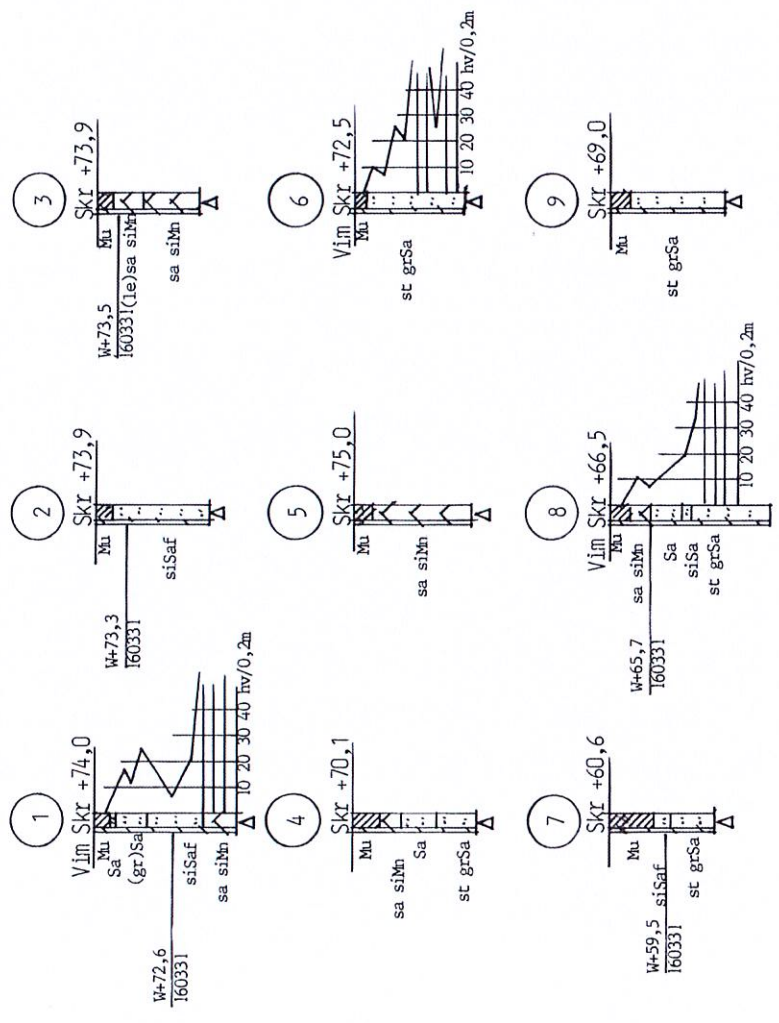 1
Vim Skr +74,0
Mu
Sa
(gr)Sa
W+72,6
160331
siSaf
sa siMn
10 20 30 40 hv/0,2m
2
Skr +73,9
Mu
W+73,3
160331
siSaf
3
Skr +73,9
Mu
W+73,5
160331(le)sa siMn
sa siMn
4
Skr +70,1
Mu
sa siMn
Sa
st grSa
5
Skr +75,0
Mu
sa siMn
6
Vim Skr +72,5
Mu
st grSa
10 20 30 40 hv/0,2m
7
Skr +60,6
Mu
siSaf
W+59,5
160331
st grSa
8
Vim Skr +66,5
Mu
sa siMn
W+65,7
160331
Sa
siSa
st grSa
10 20 30 40 hv/0,2m
9
Skr +69,0
Mu
st grSa